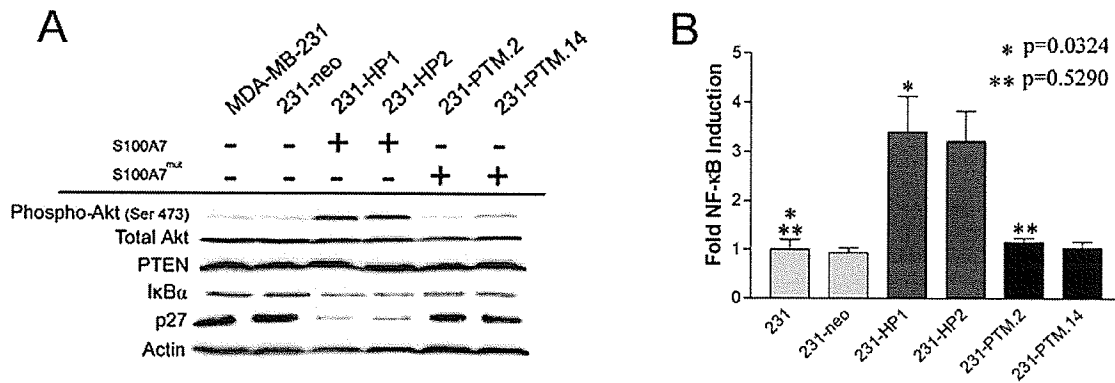 A
MDA-MB-231
231-neo
231-HP1
231-HP2
231-PTM.2
231-PTM.14
S100A7 - - + + - -
S100A7mut - - - - + +
Phospho-Akt (Ser 473)
Total Akt
PTEN
IκBα
p27
Actin
B
* p=0.0324
** p=0.5290
Fold NF-κB Induction
5
4
3
2
1
0
*
**
*
**
231
231-neo
231-HP1
231-HP2
231-PTM.2
231-PTM.14